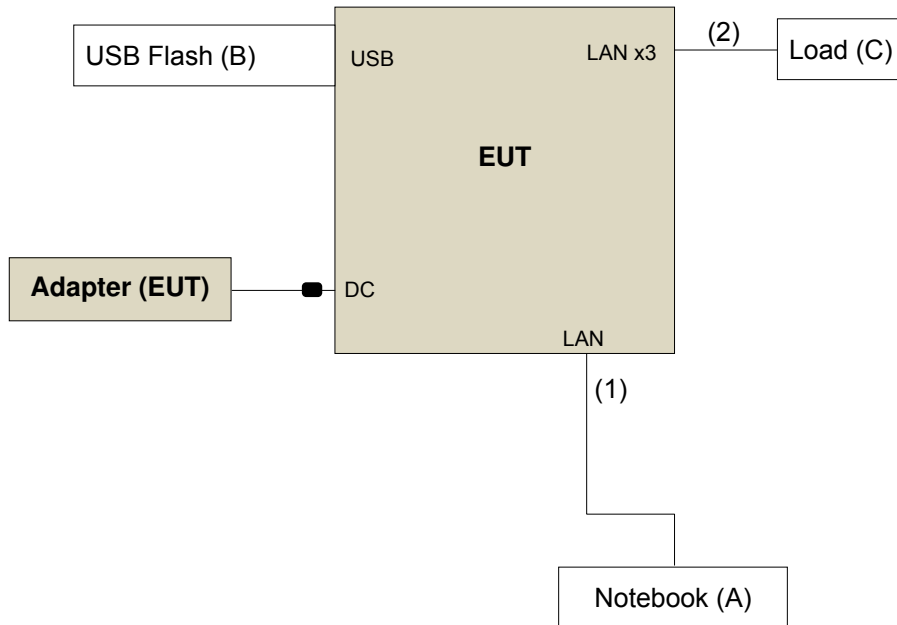 (2)
USB Flash (B)
USB
LAN x3
Load (C)
EUT
Adapter (EUT)
DC
LAN
(1)
Notebook (A)